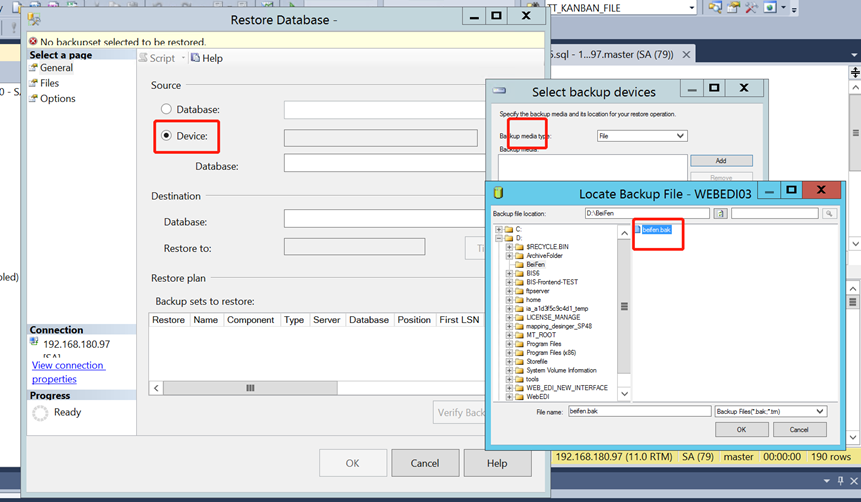 Restore Database -
TT_KANBAN_FILE
No backupset selected to be restored.
Select a page
General
Files
Options
Script
Help
5.sql - 1...97.master (SA (79))
Source
Database:
Device:
Database:
Destination
Database:
Restore to:
Restore plan
Backup sets to restore:
Restore Name Component Type Server Database Position First LSN
Connection
192.168.180.97
[SA]
View connection
properties
Progress
Ready
Verify Back
OK Cancel Help
Select backup devices
Specify the backup media and its location for your restore operation.
Backup media type: File
Backup media:
Add
Remove
Locate Backup File - WEBEDI03
Backup file location: D:\BeiFen
C:
D:
$RECYCLE.BIN
ArchiveFolder
BeiFen
BIS6
BIS-Frontend-TEST
ftpserver
home
ia_a1d3f5c9c4d1_temp
LICENSE_MANAGE
mapping_desinger_SP48
MT_ROOT
Program Files
Program Files (x86)
Storefile
System Volume Information
tools
WEB_EDI_NEW_INTERFACE
WebEDI
beifen.bak
File name: beifen.bak Backup Files(*.bak;*.trn)
OK Cancel
192.168.180.97 (11.0 RTM) SA (79) master 00:00:00 190 rows